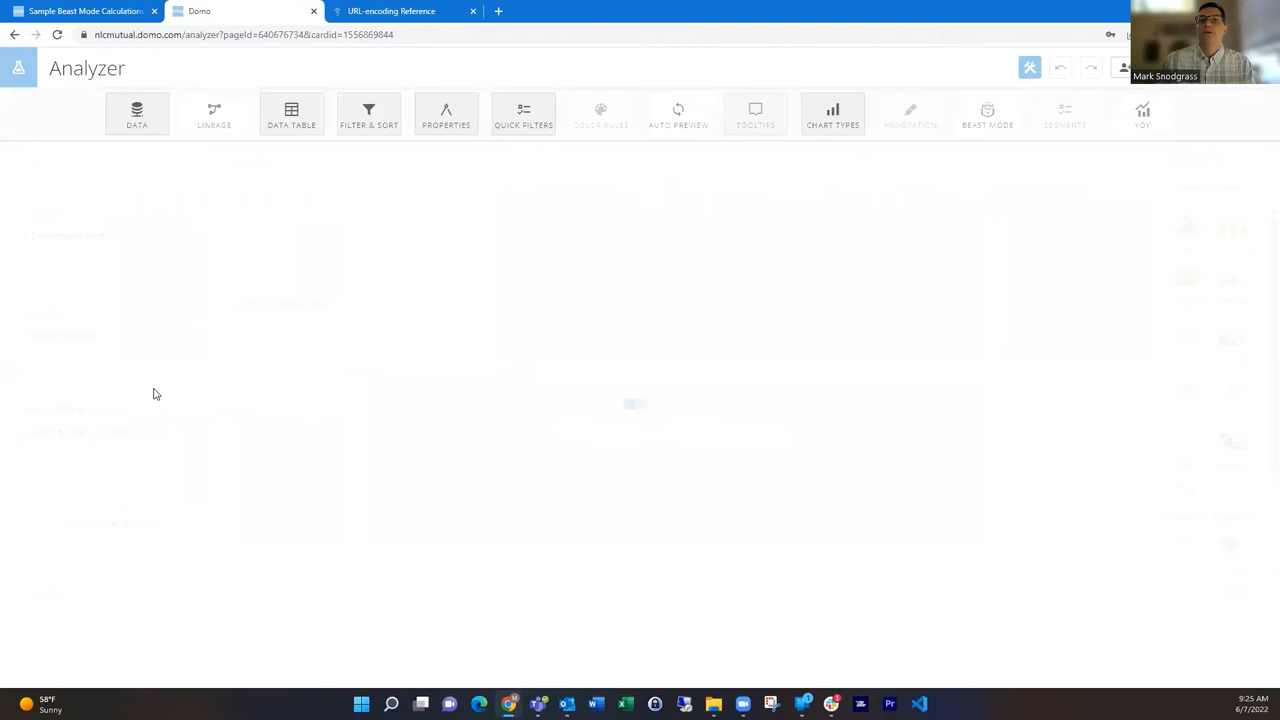 Sample Beast Mode Calculations
Domo
URL-encoding Reference
nlcmutual.domo.com/analyzer?pageId=640676734&cardid=1556869844
Analyzer
Mark Snodgrass
DATA
LINEAGE
DATA TABLE
FILTER & SORT
PROPERTIES
QUICK FILTERS
COLOR RULES
AUTO PREVIEW
TOOLTIPS
CHART TYPES
ANNOTATION
BEAST MODE
SEGMENTS
YOY
58°F
Sunny
9:25 AM
6/7/2022